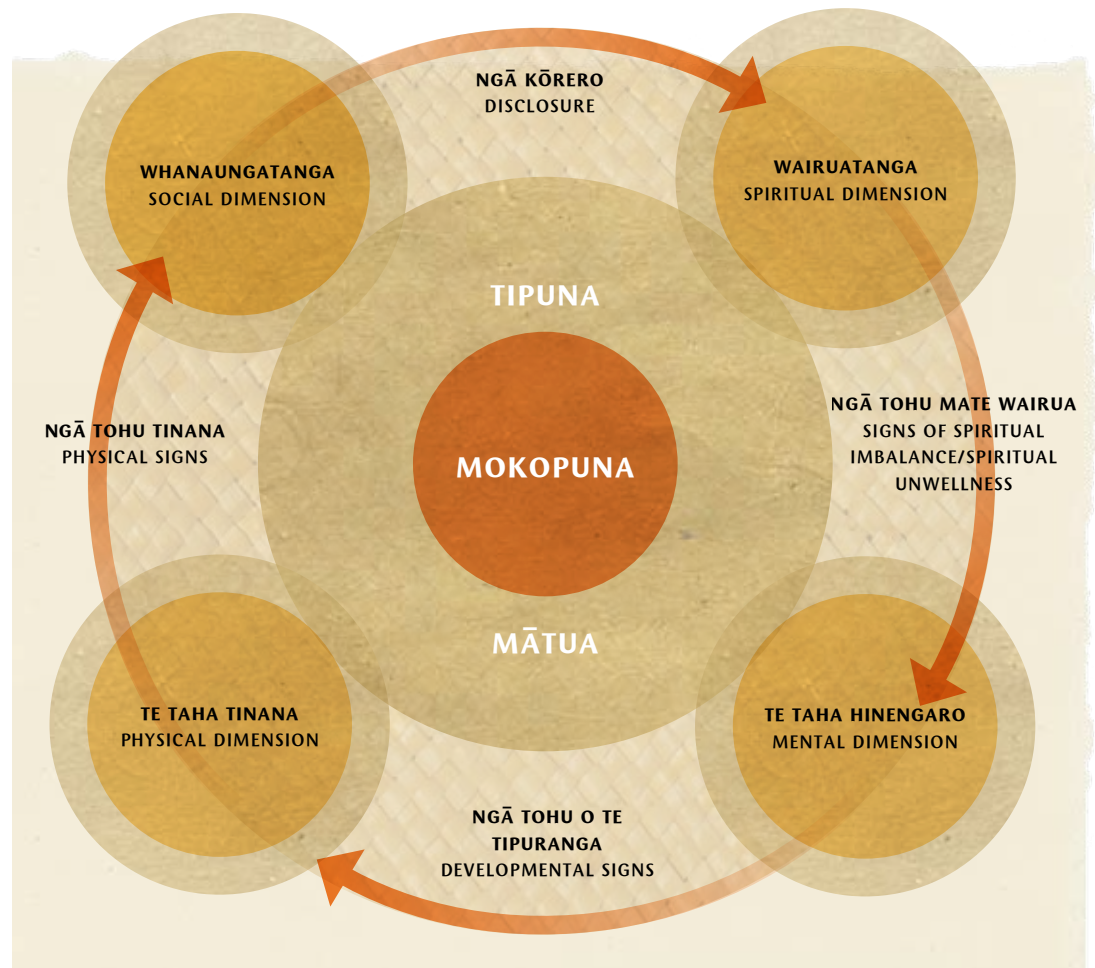 NGĀ KŌRERO
DISCLOSURE
WHANAUNGATANGA
SOCIAL DIMENSION
WAIRUATANGA
SPIRITUAL DIMENSION
TIPUNA
NGĀ TOHU TINANA
PHYSICAL SIGNS
MOKOPUNA
NGĀ TOHU MATE WAIRUA
SIGNS OF SPIRITUAL
IMBALANCE/SPIRITUAL
UNWELLNESS
MĀTUA
TE TAHA TINANA
PHYSICAL DIMENSION
TE TAHA HINENGARO
MENTAL DIMENSION
NGĀ TOHU O TE
TIPURANGA
DEVELOPMENTAL SIGNS